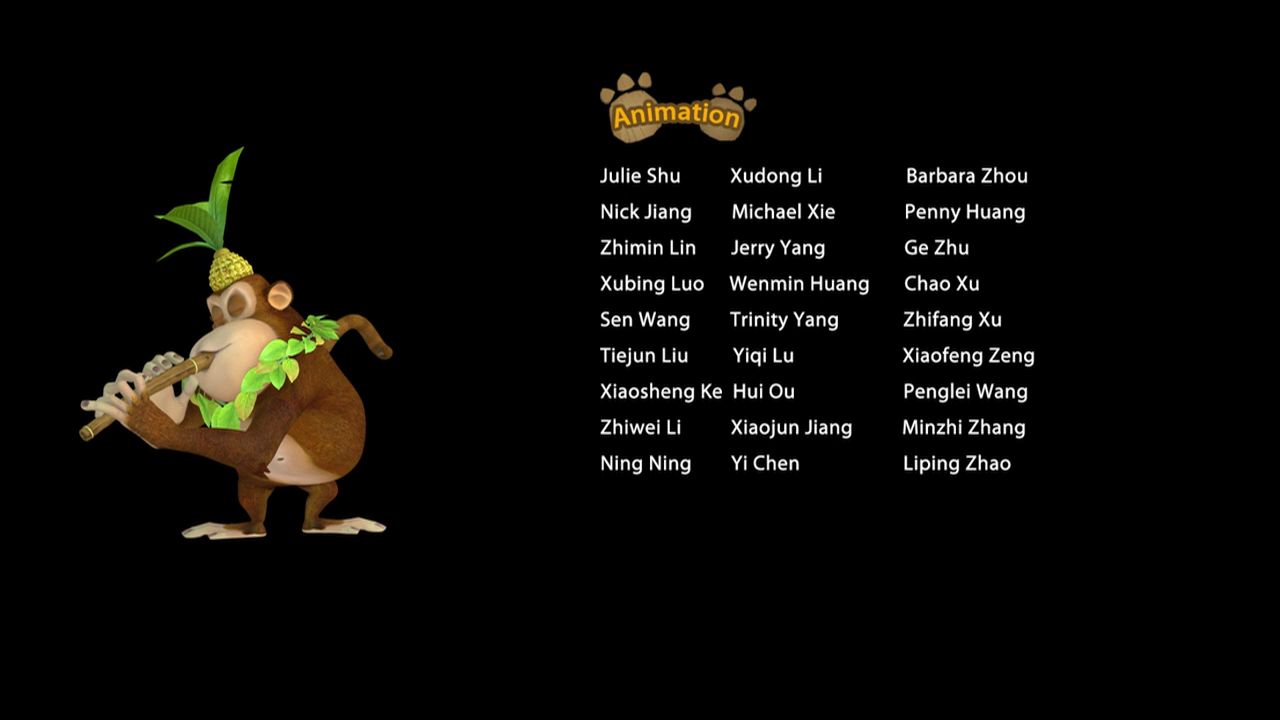 Animation
Julie Shu Xudong Li Barbara Zhou
Nick Jiang Michael Xie Penny Huang
Zhimin Lin Jerry Yang Ge Zhu
Xubing Luo Wenmin Huang Chao Xu
Sen Wang Trinity Yang Zhifang Xu
Tiejun Liu Yiqi Lu Xiaofeng Zeng
Xiaosheng Ke Hui Ou Penglei Wang
Zhiwei Li Xiaojun Jiang Minzhi Zhang
Ning Ning Yi Chen Liping Zhao